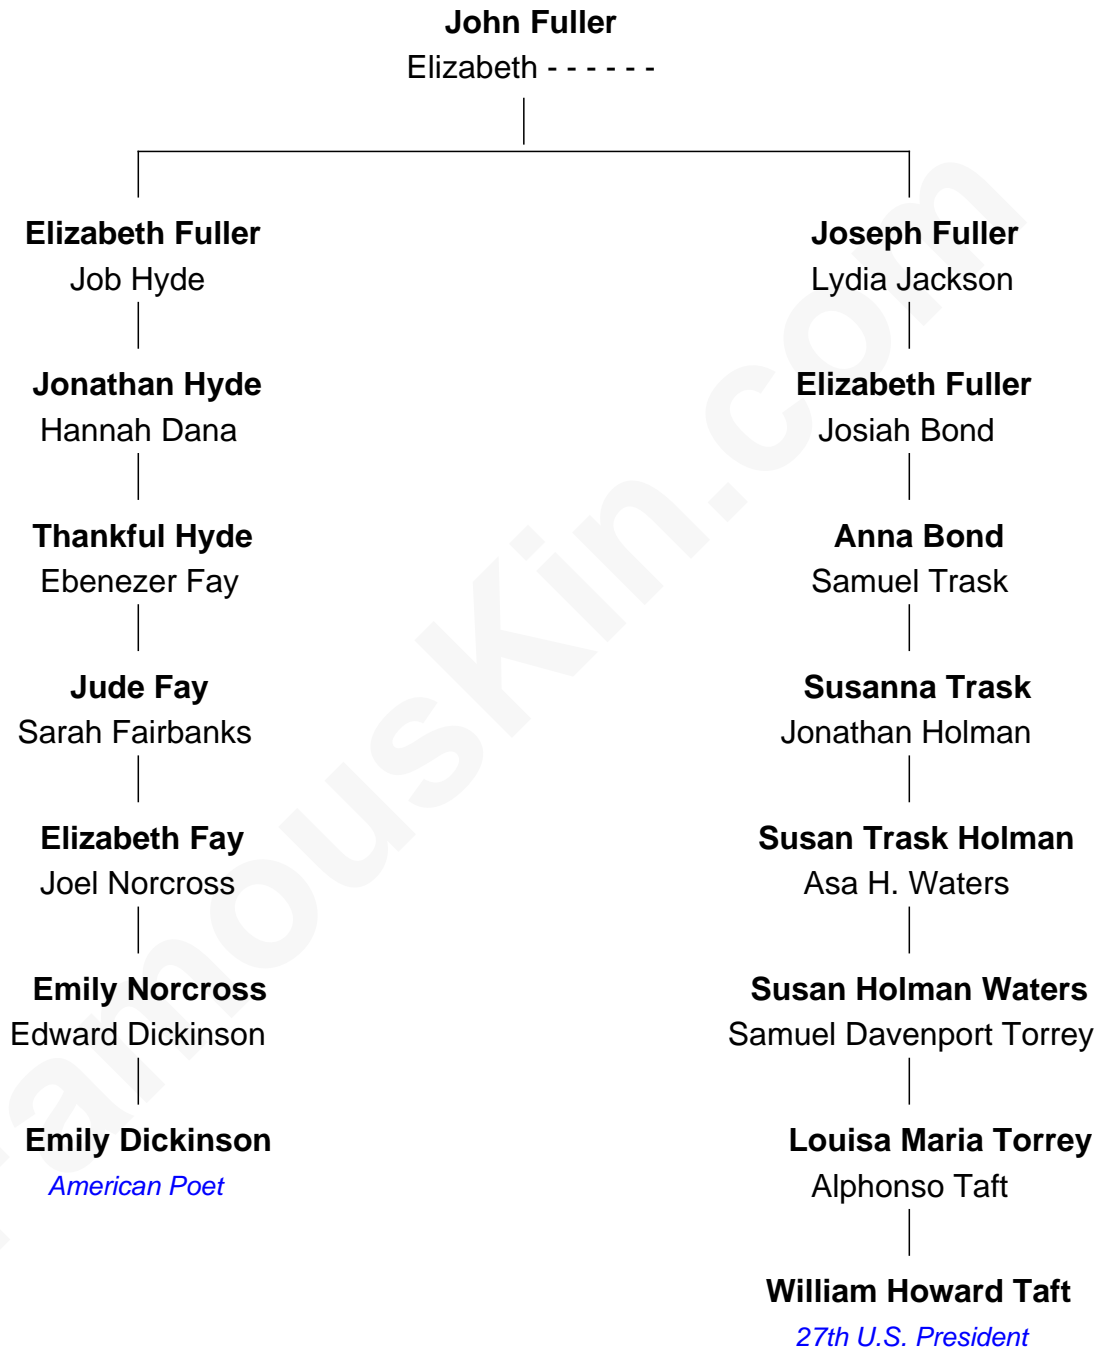 John Fuller
Elizabeth - - - - - -
Elizabeth Fuller
Job Hyde
Joseph Fuller
Lydia Jackson
Jonathan Hyde
Hannah Dana
Elizabeth Fuller
Josiah Bond
Thankful Hyde
Ebenezer Fay
Anna Bond
Samuel Trask
Jude Fay
Sarah Fairbanks
Susanna Trask
Jonathan Holman
Elizabeth Fay
Joel Norcross
Susan Trask Holman
Asa H. Waters
Emily Norcross
Edward Dickinson
Susan Holman Waters
Samuel Davenport Torrey
Emily Dickinson
American Poet
Louisa Maria Torrey
Alphonso Taft
William Howard Taft
27th U.S. President
FamousKin.com